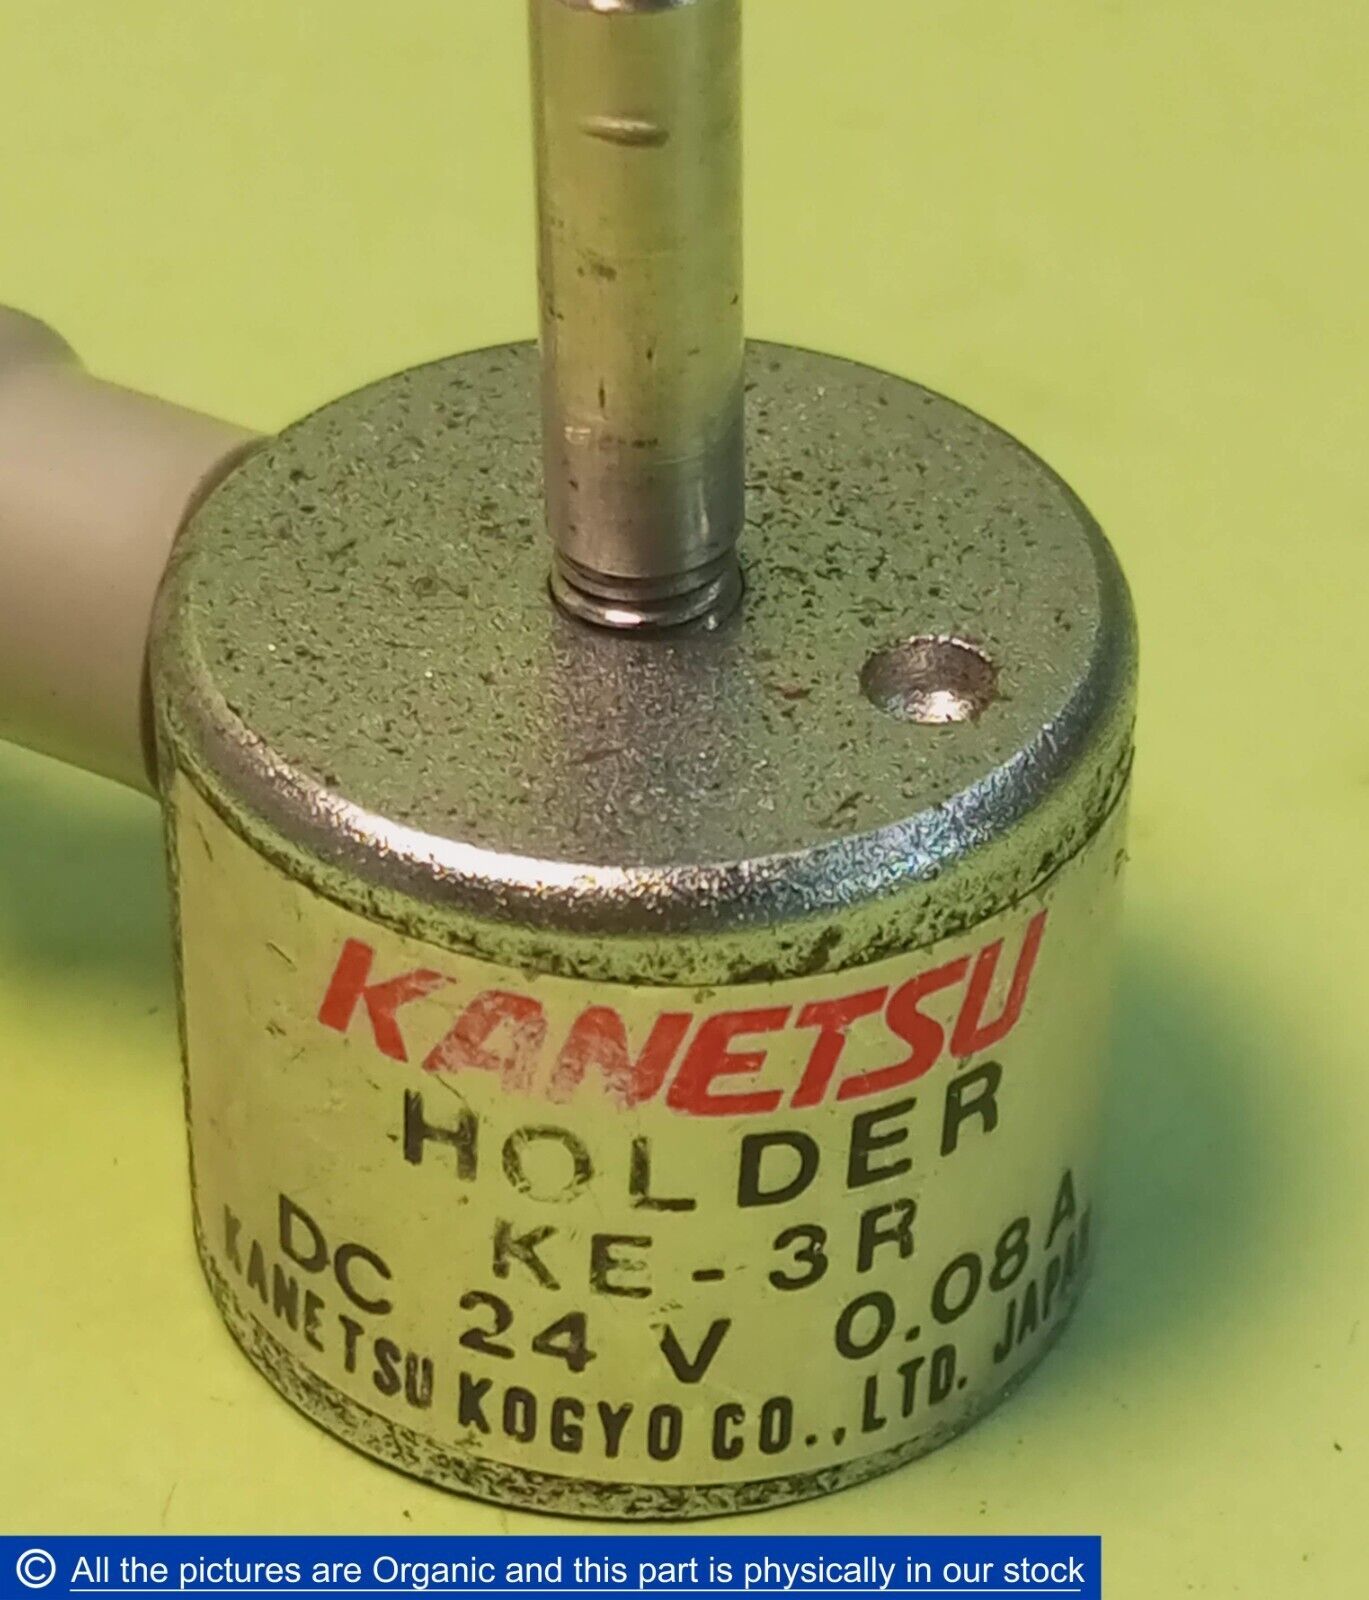 KANETSU
HOLDER
KE-3R
DC 24 V 0.08 A
KANETSU KOGYO CO., LTD. JAPAN
© All the pictures are Organic and this part is physically in our stock